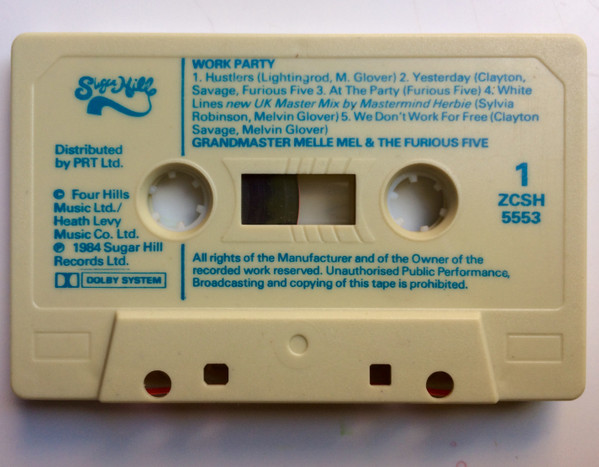 Sugar Hill
WORK PARTY
1. Hustlers (Lightingrod, M. Glover) 2. Yesterday (Clayton,
Savage, Furious Five 3. At The Party (Furious Five) 4. White
Lines new UK Master Mix by Mastermind Herbie (Sylvia
Robinson, Melvin Glover) 5. We Don't Work For Free (Clayton
Savage, Melvin Glover)
GRANDMASTER MELLE MEL & THE FURIOUS FIVE
Distributed
by PRT Ltd.
© Four Hills
Music Ltd./
Heath Levy
Music Co. Ltd.
℗ 1984 Sugar Hill
Records Ltd.
DOLBY SYSTEM
1
ZCSH
5553
All rights of the Manufacturer and of the Owner of the
recorded work reserved. Unauthorised Public Performance,
Broadcasting and copying of this tape is prohibited.